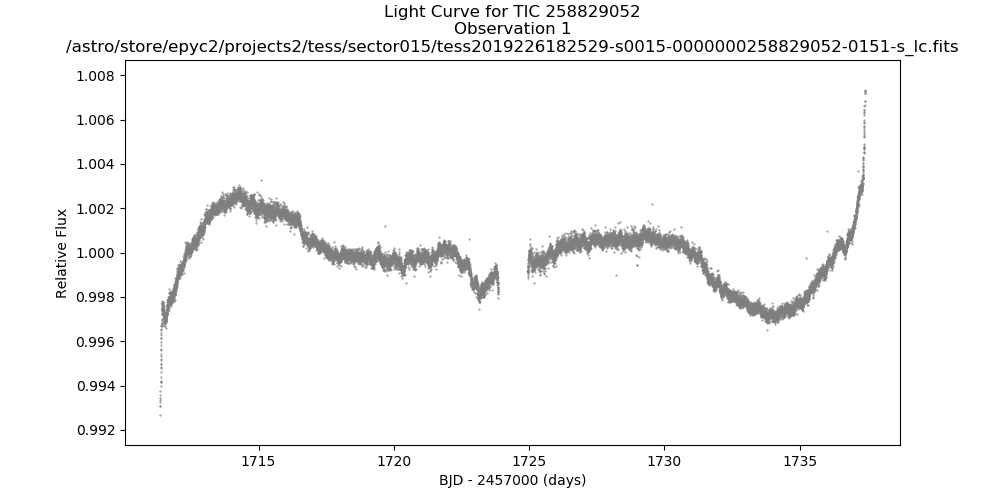 Light Curve for TIC 258829052
Observation 1
/astro/store/epyc2/projects2/tess/sector015/tess2019226182529-s0015-0000000258829052-0151-s_lc.fits
1.008
1.006
1.004
1.002
1.000
0.998
0.996
0.994
0.992
Relative Flux
1715
1720
1725
1730
1735
BJD - 2457000 (days)